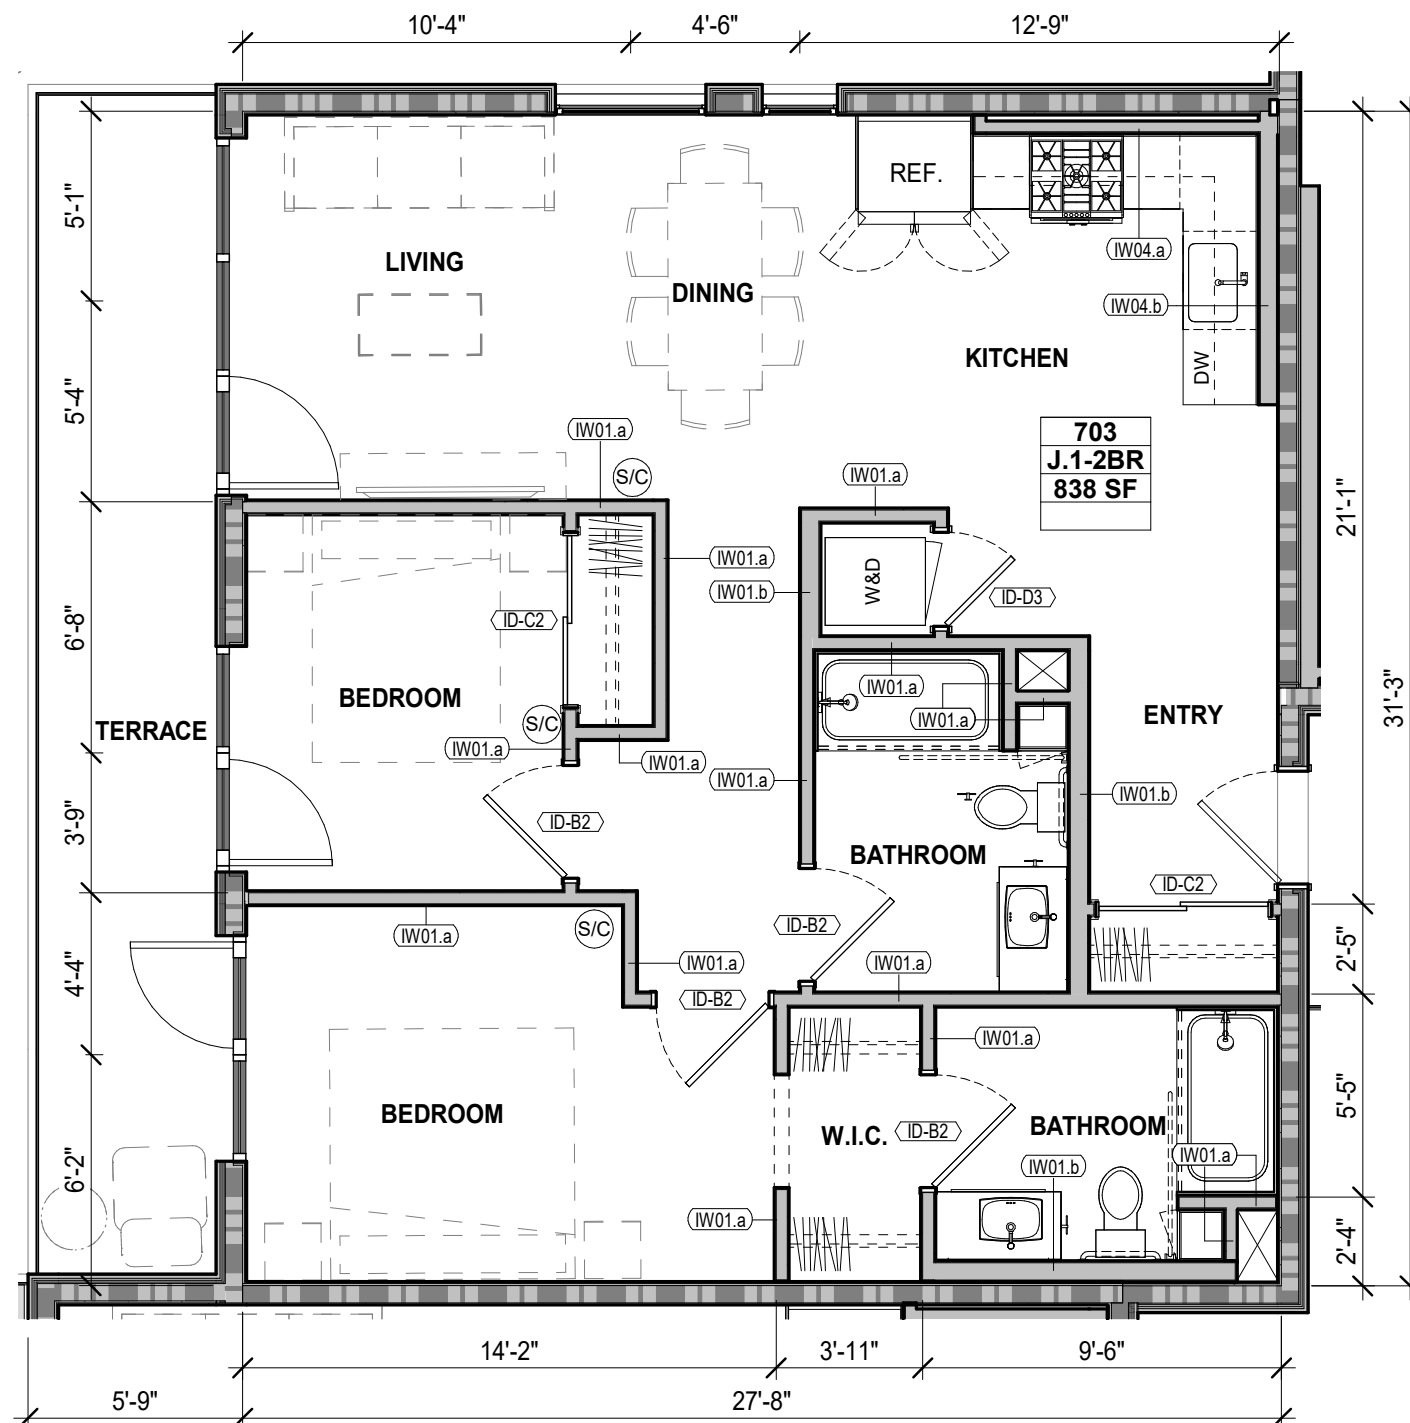 10'-4"
4'-6"
12'-9"
REF.
5'-1"
LIVING
DINING
IW04.a
IW04.b
KITCHEN
DW
5'-4"
IW01.a
S/C
703
J.1-2BR
838 SF
IW01.a
21'-1"
IW01.a
IW01.b
W&D
ID-D3
ID-C2
6'-8"
BEDROOM
IW01.a
IW01.a
31'-3"
TERRACE
S/C
IW01.a
IW01.a
IW01.a
ENTRY
IW01.b
3'-9"
ID-B2
BATHROOM
ID-C2
IW01.a
S/C
ID-B2
IW01.a
IW01.a
2'-5"
4'-4"
ID-B2
IW01.a
BEDROOM
W.I.C.
ID-B2
BATHROOM
5'-5"
IW01.a
IW01.b
6'-2"
IW01.a
2'-4"
14'-2"
3'-11"
9'-6"
5'-9"
27'-8"